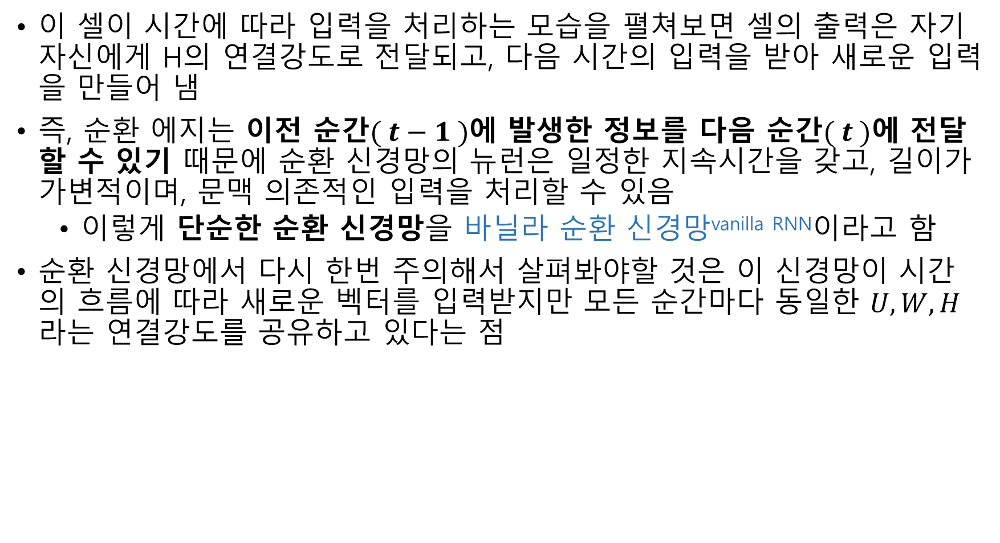 • 이 셀이 시간에 따라 입력을 처리하는 모습을 펼쳐보면 셀의 출력은 자기
자신에게 H의 연결강도로 전달되고, 다음 시간의 입력을 받아 새로운 입력
을 만들어 냄
• 즉, 순환 에지는 이전 순간( t − 1 )에 발생한 정보를 다음 순간( t )에 전달
할 수 있기 때문에 순환 신경망의 뉴런은 일정한 지속시간을 갖고, 길이가
가변적이며, 문맥 의존적인 입력을 처리할 수 있음
• 이렇게 단순한 순환 신경망을 바닐라 순환 신경망vanilla RNN이라고 함
• 순환 신경망에서 다시 한번 주의해서 살펴봐야할 것은 이 신경망이 시간
의 흐름에 따라 새로운 벡터를 입력받지만 모든 순간마다 동일한 U, W, H
라는 연결강도를 공유하고 있다는 점